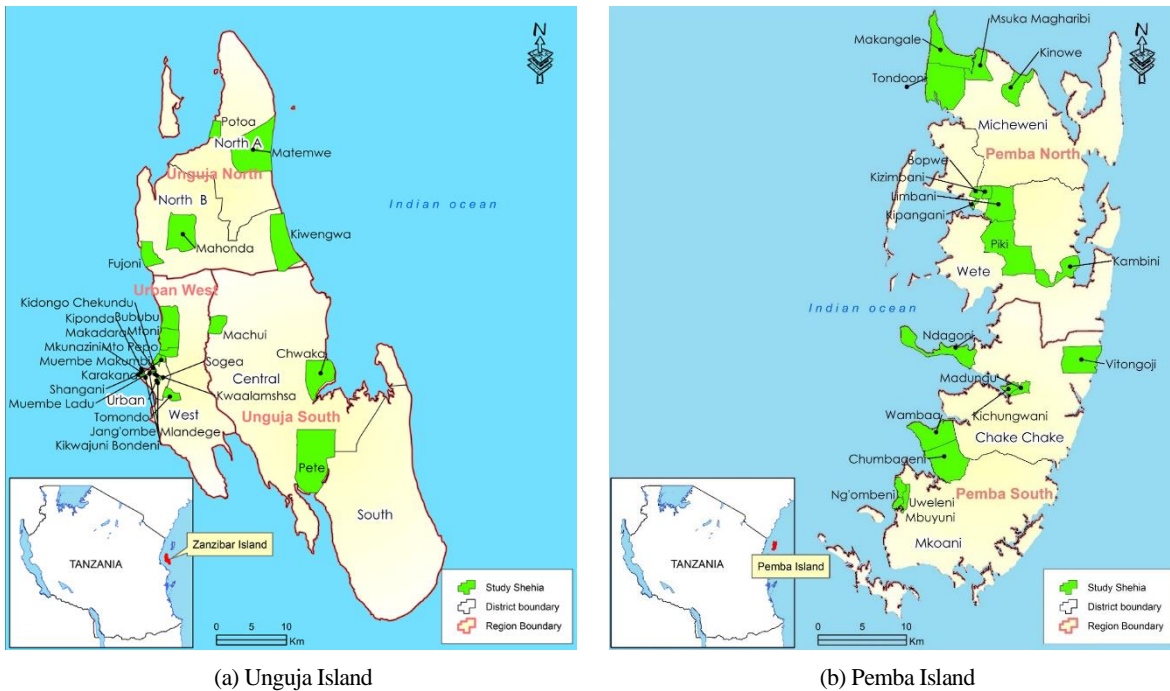 N
Potoa
North A
Matemwe
Unguja North
North B
Indian ocean
Mahonda
Kiwengwa
Fujoni
Urban West
Kidongo Chekundu
Bububu
Kiponda
Makadara
Mtoni
Machui
Mkunazini
Mto Pepo
Muembe Makumbi
Sogea
Chwaka
Karakana
Central
Shangani
Kwaalamshsa
Muembe Ladu
Urban
West
Unguja South
Tomondo
Jang'ombe
Mlandege
Kikwajuni Bondeni
Pete
South
TANZANIA
Zanzibar Island
Study Shehia
District boundary
Region Boundary
0 5 10
Km
(a) Unguja Island
N
Msuka Magharibi
Makangale
Kinowe
Tondooni
Micheweni
Pemba North
Bopwe
Kizimbani
Limbani
Kipangani
Piki
Kambini
Wete
Indian ocean
Ndagoni
Vitongoji
Madungu
Kichungwani
Wambaa
Chake Chake
Chumbageni
Ng'ombeni
Uweleni
Pemba South
Mbuyuni
Mkoani
TANZANIA
Pemba Island
Study Shehia
District boundary
Region Boundary
0 5 10
Km
(b) Pemba Island